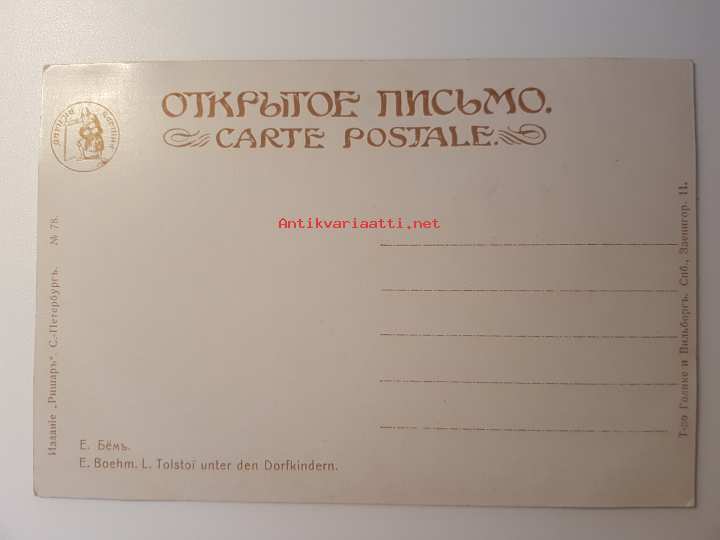 ОТКРЫТОЕ ПИСЬМО.
CARTE POSTALE.
Antikvariaatti.net
Изданіе „Ришаръ". С.-Петербургъ. № 78.
Т-во Голике и Вильборгъ. Спб., Звенигор. 11.
Е. Бёмъ.
E. Boehm. L. Tolstoï unter den Dorfkindern.